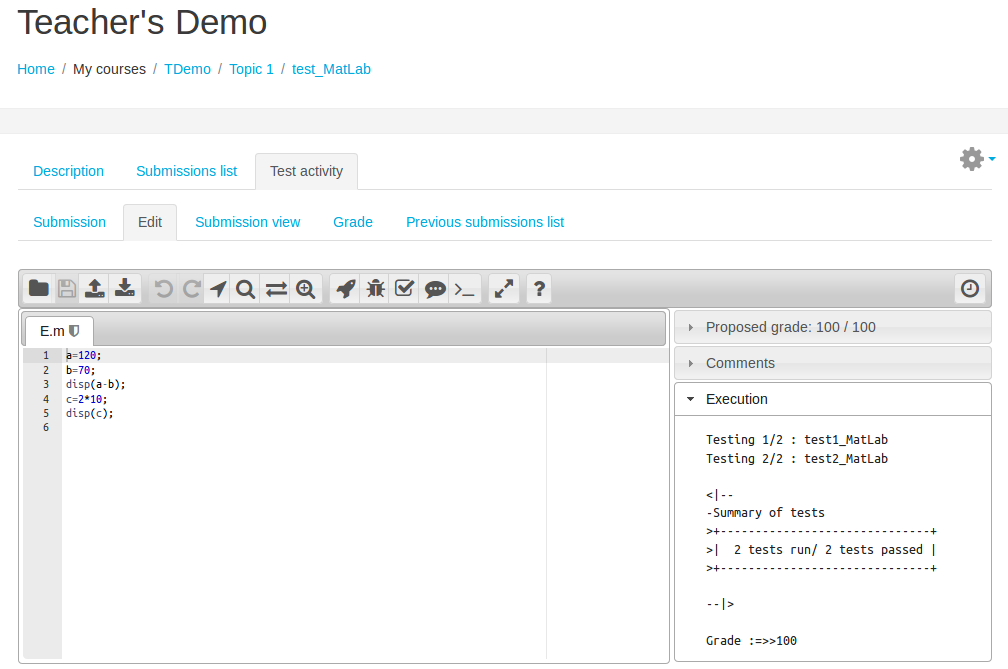 Teacher's Demo
Home / My courses / TDemo / Topic 1 / test_MatLab
Description Submissions list Test activity
Submission Edit Submission view Grade Previous submissions list
?
E.m
1 a=120;
2 b=70;
3 disp(a-b);
4 c=2*10;
5 disp(c);
6
Proposed grade: 100 / 100
Comments
Execution
Testing 1/2 : test1_MatLab
Testing 2/2 : test2_MatLab
<|--
-Summary of tests
>+------------------------------+
>|  2 tests run/ 2 tests passed |
>+------------------------------+
--|>
Grade :=>>100